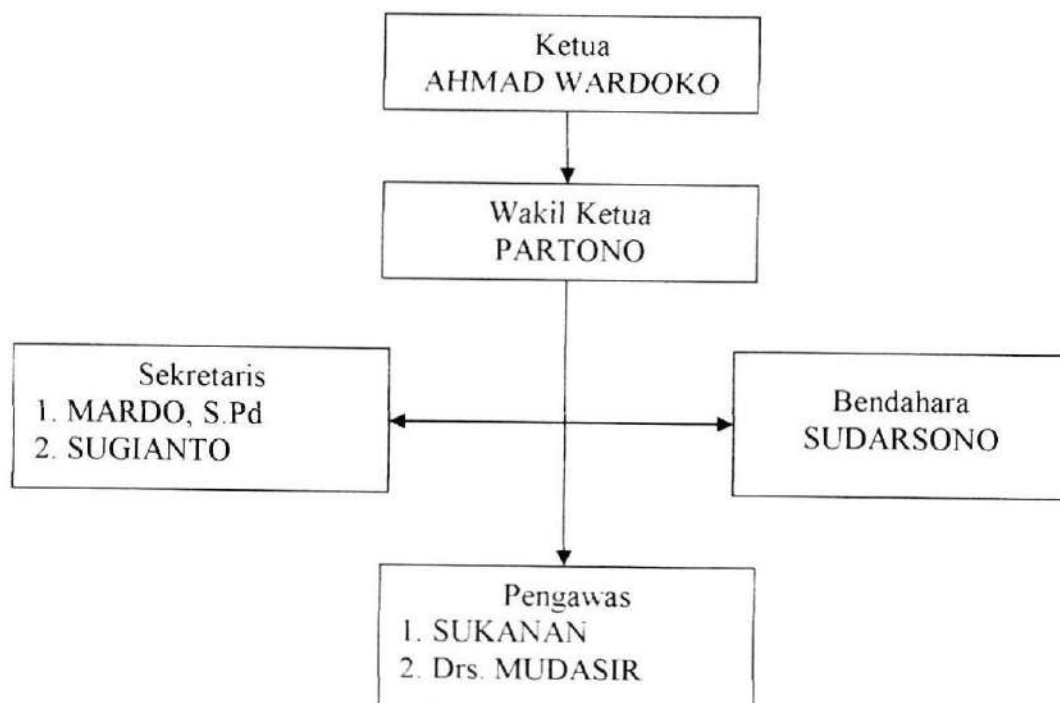 Ketua
AHMAD WARDOKO
Wakil Ketua
PARTONO
Sekretaris
1. MARDO, S.Pd
2. SUGIANTO
Bendahara
SUDARSONO
Pengawas
1. SUKANAN
2. Drs. MUDASIR